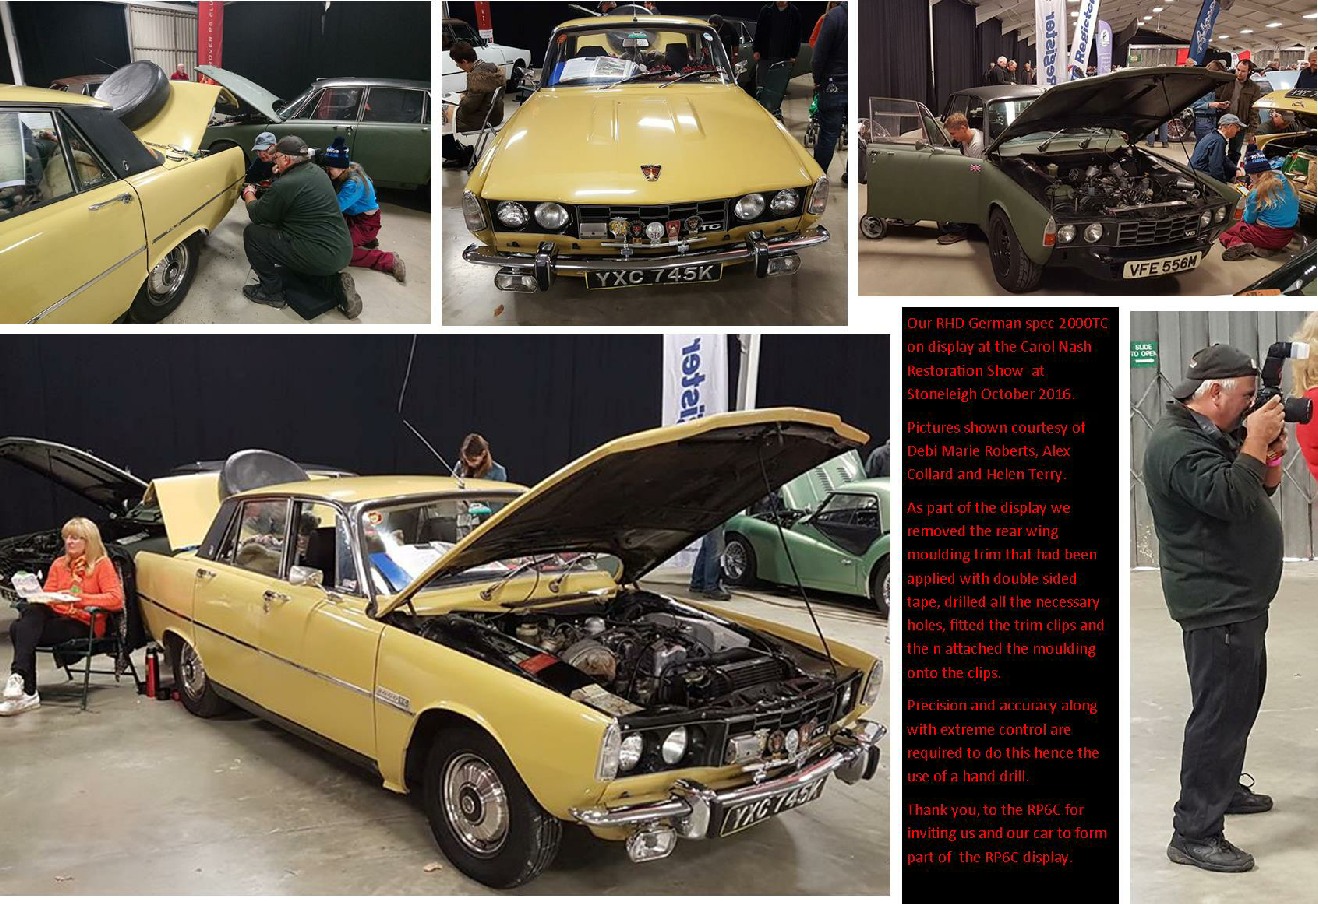 Register
Register
TC
YXC 745K
VFE 556M
Our RHD German spec 2000TC
on display at the Carol Nash
Restoration Show at
Stoneleigh October 2016.
Pictures shown courtesy of
Debi Marie Roberts, Alex
Collard and Helen Terry.
As part of the display we
removed the rear wing
moulding trim that had been
applied with double sided
tape, drilled all the necessary
holes, fitted the trim clips and
the n attached the moulding
onto the clips.
Precision and accuracy along
with extreme control are
required to do this hence the
use of a hand drill.
Thank you, to the RP6C for
inviting us and our car to form
part of the RP6C display.
SLIDE
TO OPEN
YXC 745K